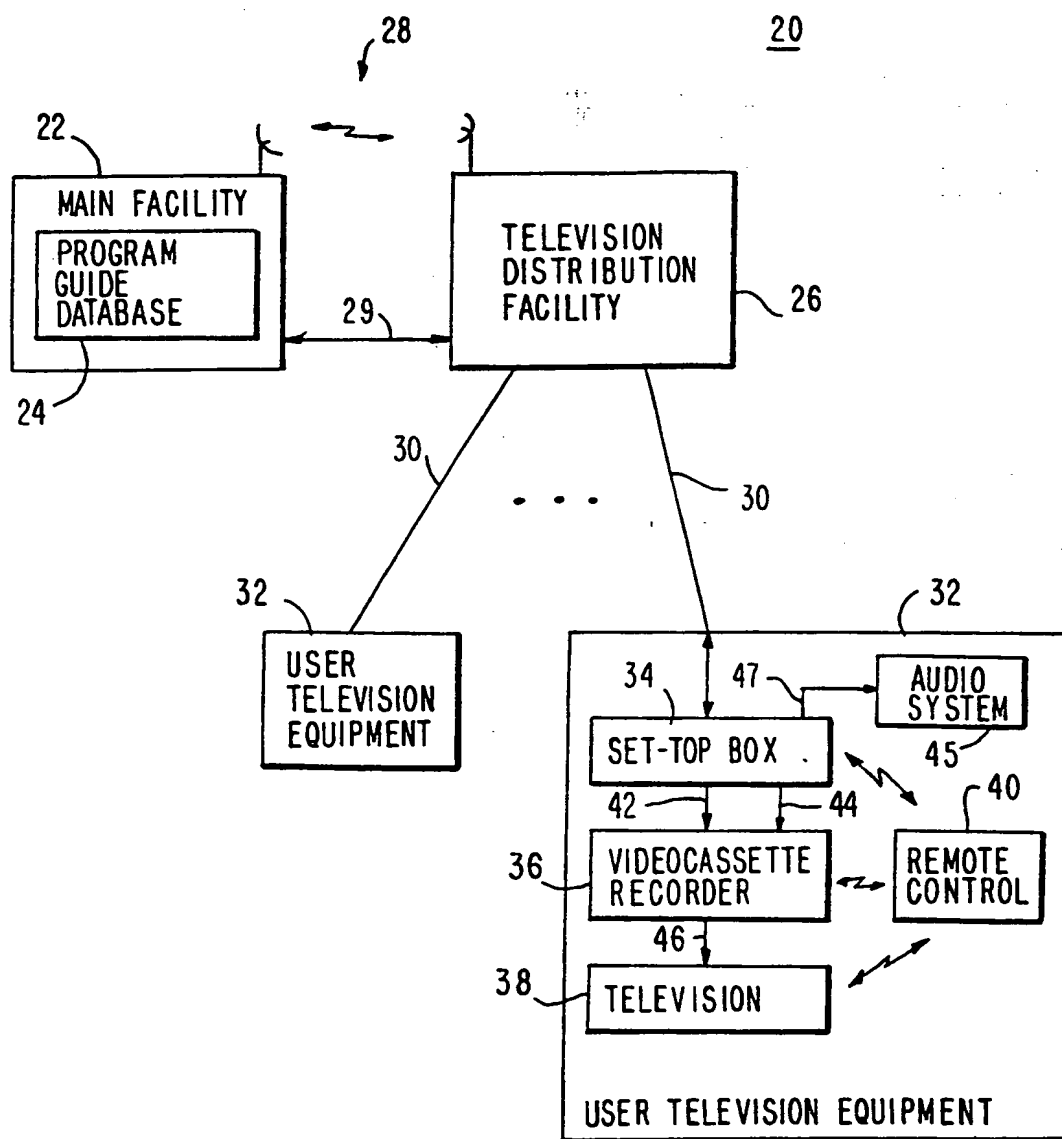 20
28
22
MAIN FACILITY
PROGRAM
GUIDE
DATABASE
24
TELEVISION
DISTRIBUTION
FACILITY
26
29
30
30
32
USER
TELEVISION
EQUIPMENT
32
34
47
AUDIO
SYSTEM
45
SET-TOP BOX
42
44
40
36
VIDEOCASSETTE
RECORDER
REMOTE
CONTROL
46
38
TELEVISION
USER TELEVISION EQUIPMENT